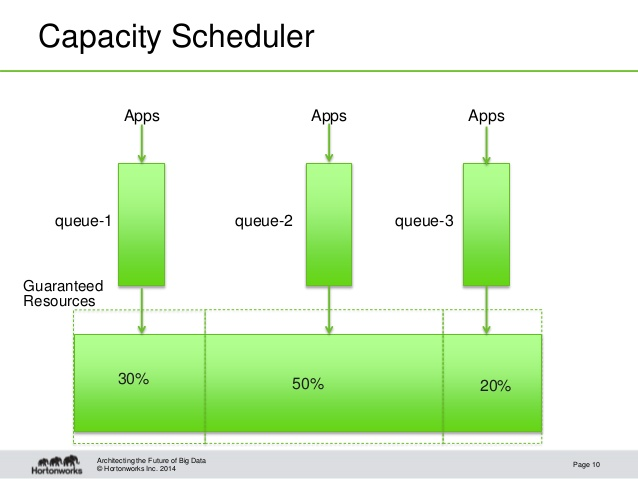 Capacity Scheduler
Apps
Apps
Apps
queue-1
queue-2
queue-3
Guaranteed
Resources
30%
50%
20%
Hortonworks
Architecting the Future of Big Data
© Hortonworks Inc. 2014
Page 10